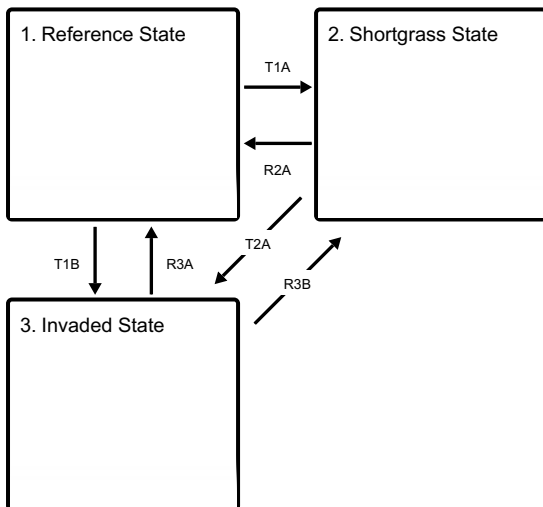 1. Reference State
2. Shortgrass State
T1A
R2A
T1B
R3A
T2A
R3B
3. Invaded State